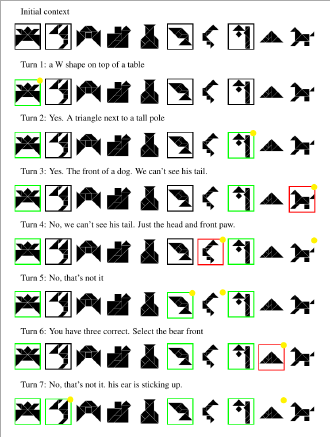 Initial context
Turn 1: a W shape on top of a table
Turn 2: Yes. A triangle next to a tall pole
Turn 3: Yes. The front of a dog. We can't see his tail.
Turn 4: No, we can't see his tail. Just the head and front paw.
Turn 5: No, that's not it
Turn 6: You have three correct. Select the bear front
Turn 7: No, that's not it. his ear is sticking up.